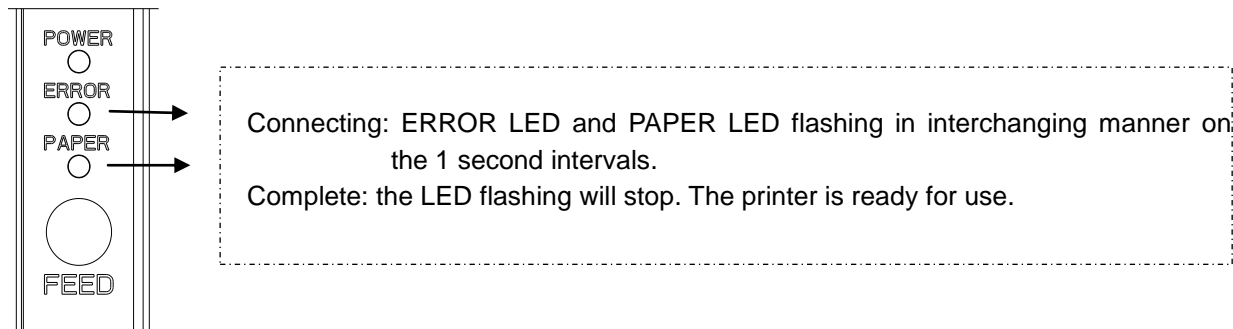 POWER
ERROR
PAPER
FEED
Connecting: ERROR LED and PAPER LED flashing in interchanging manner on
the 1 second intervals.
Complete: the LED flashing will stop. The printer is ready for use.